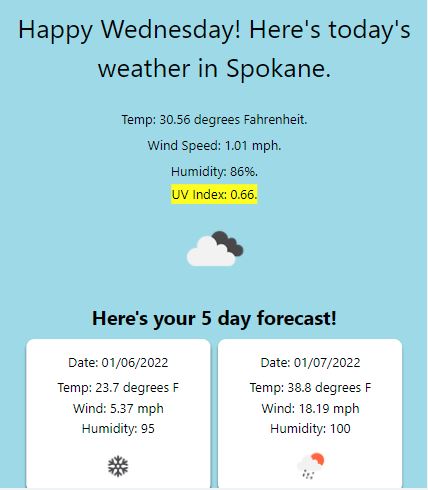 Happy Wednesday! Here's today's
weather in Spokane.
Temp: 30.56 degrees Fahrenheit.
Wind Speed: 1.01 mph.
Humidity: 86%.
UV Index: 0.66.
Here's your 5 day forecast!
Date: 01/06/2022
Temp: 23.7 degrees F
Wind: 5.37 mph
Humidity: 95
Date: 01/07/2022
Temp: 38.8 degrees F
Wind: 18.19 mph
Humidity: 100